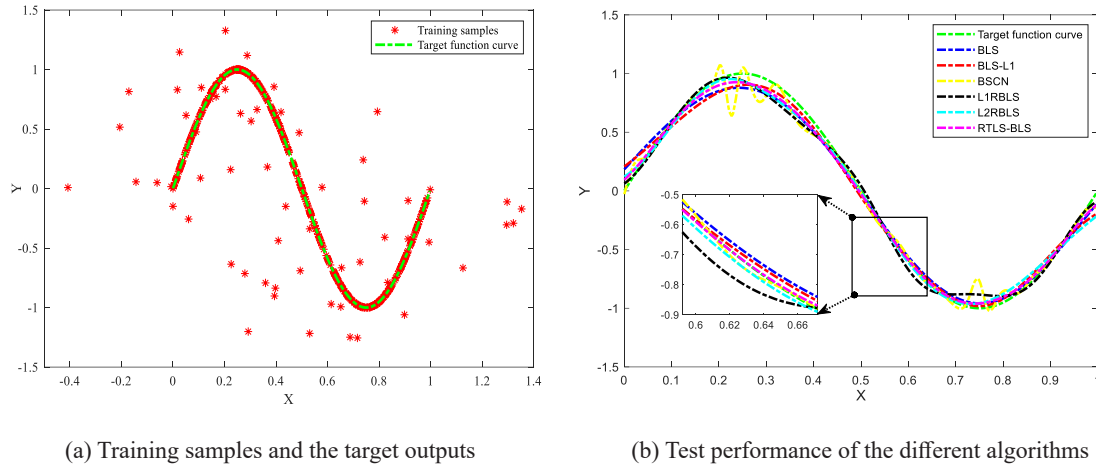 1.5
1
0.5
0
-0.5
-1
-1.5
Y
-0.4 -0.2 0 0.2 0.4 0.6 0.8 1 1.2 1.4
X
Training samples
Target function curve
(a) Training samples and the target outputs
1.5
1
0.5
0
-0.5
-1
-1.5
Y
0 0.1 0.2 0.3 0.4 0.5 0.6 0.7 0.8 0.9 1
X
Target function curve
BLS
BLS-L1
BSCN
L1RBLS
L2RBLS
RTLS-BLS
-0.5
-0.6
-0.7
-0.8
-0.9
0.6 0.62 0.64 0.66
(b) Test performance of the different algorithms